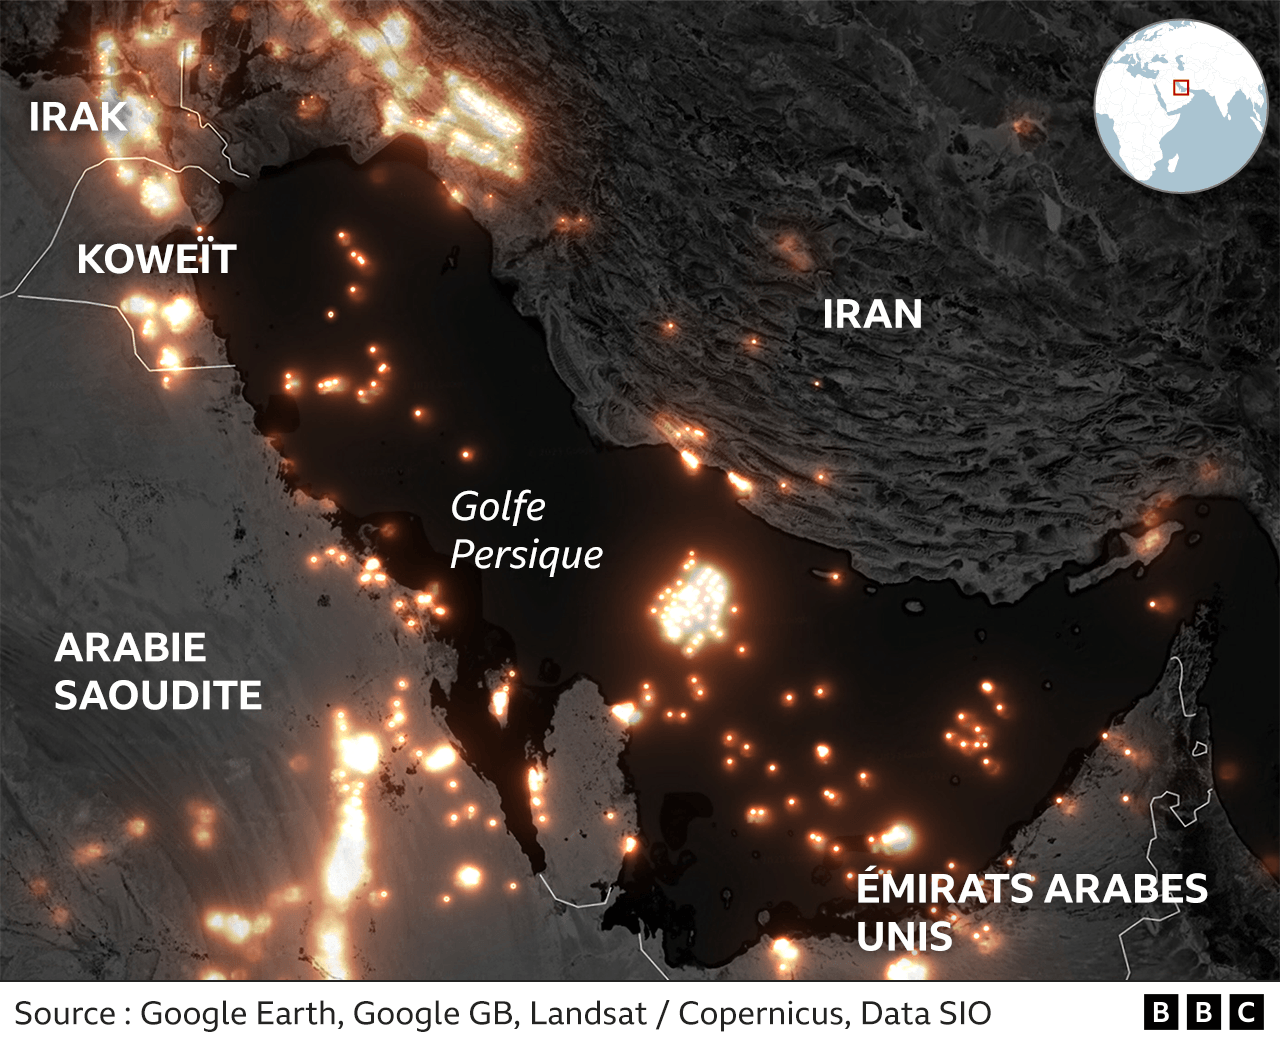 IRAK
KOWEÏT
IRAN
Golfe
Persique
ARABIE
SAOUDITE
ÉMIRATS ARABES
UNIS
Source : Google Earth, Google GB, Landsat / Copernicus, Data SIO
BBC